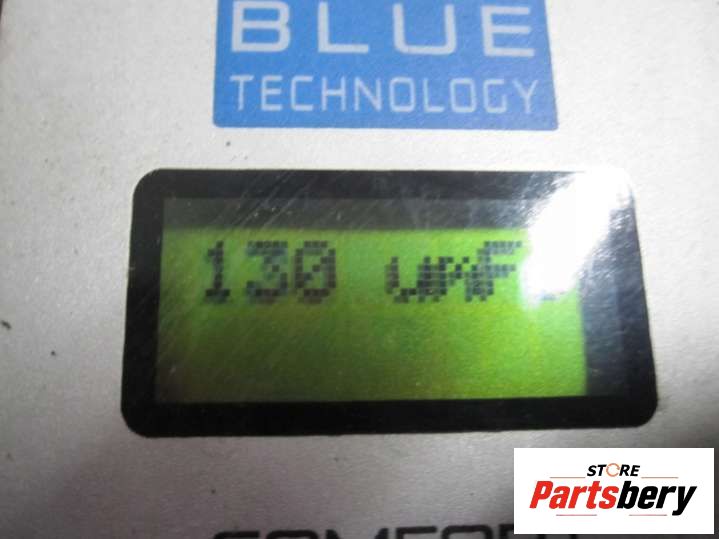 BLUE
TECHNOLOGY
130 umF
STORE
Partsbery